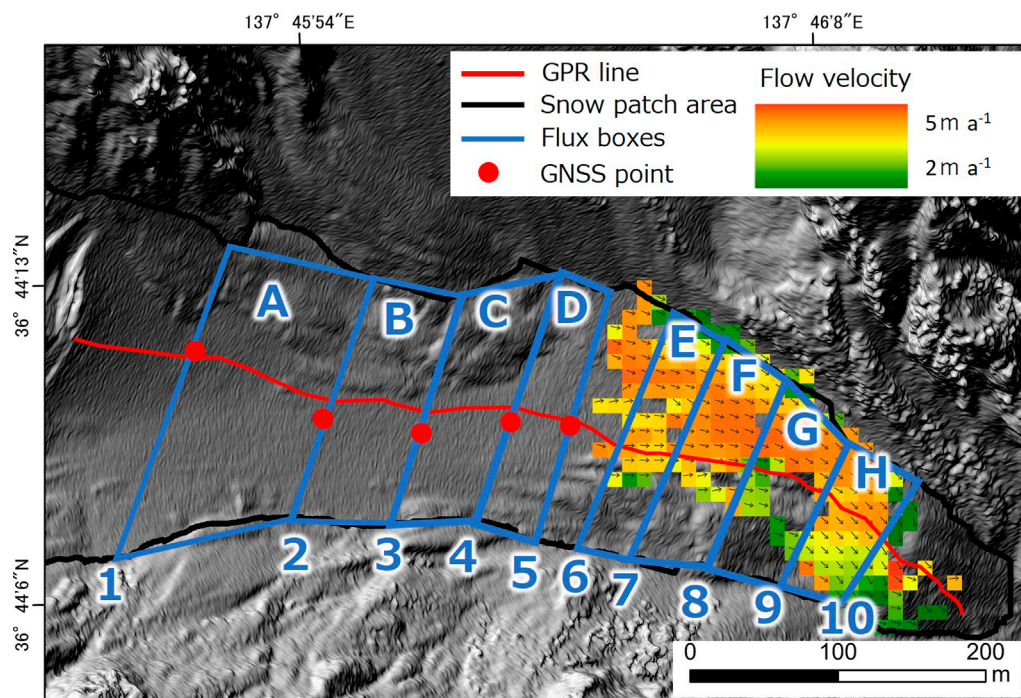 137° 45′54″E
137° 46′8″E
GPR line
Snow patch area
Flux boxes
GNSS point
Flow velocity
5 m a⁻¹
2 m a⁻¹
36° 44′13″N
36° 44′6″N
A
B
C
D
E
F
G
H
1
2
3
4
5
6
7
8
9
10
0 100 200
m